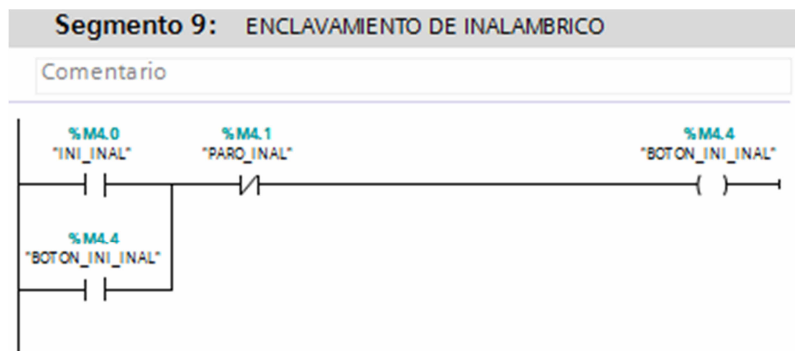 Segmento 9: ENCLAVAMIENTO DE INALAMBRICO
Comentario
%M4.0 %M4.1 %M4.4
"INI_INAL" "PARO_INAL" "BOTON_INI_INAL"
%M4.4
"BOTON_INI_INAL"